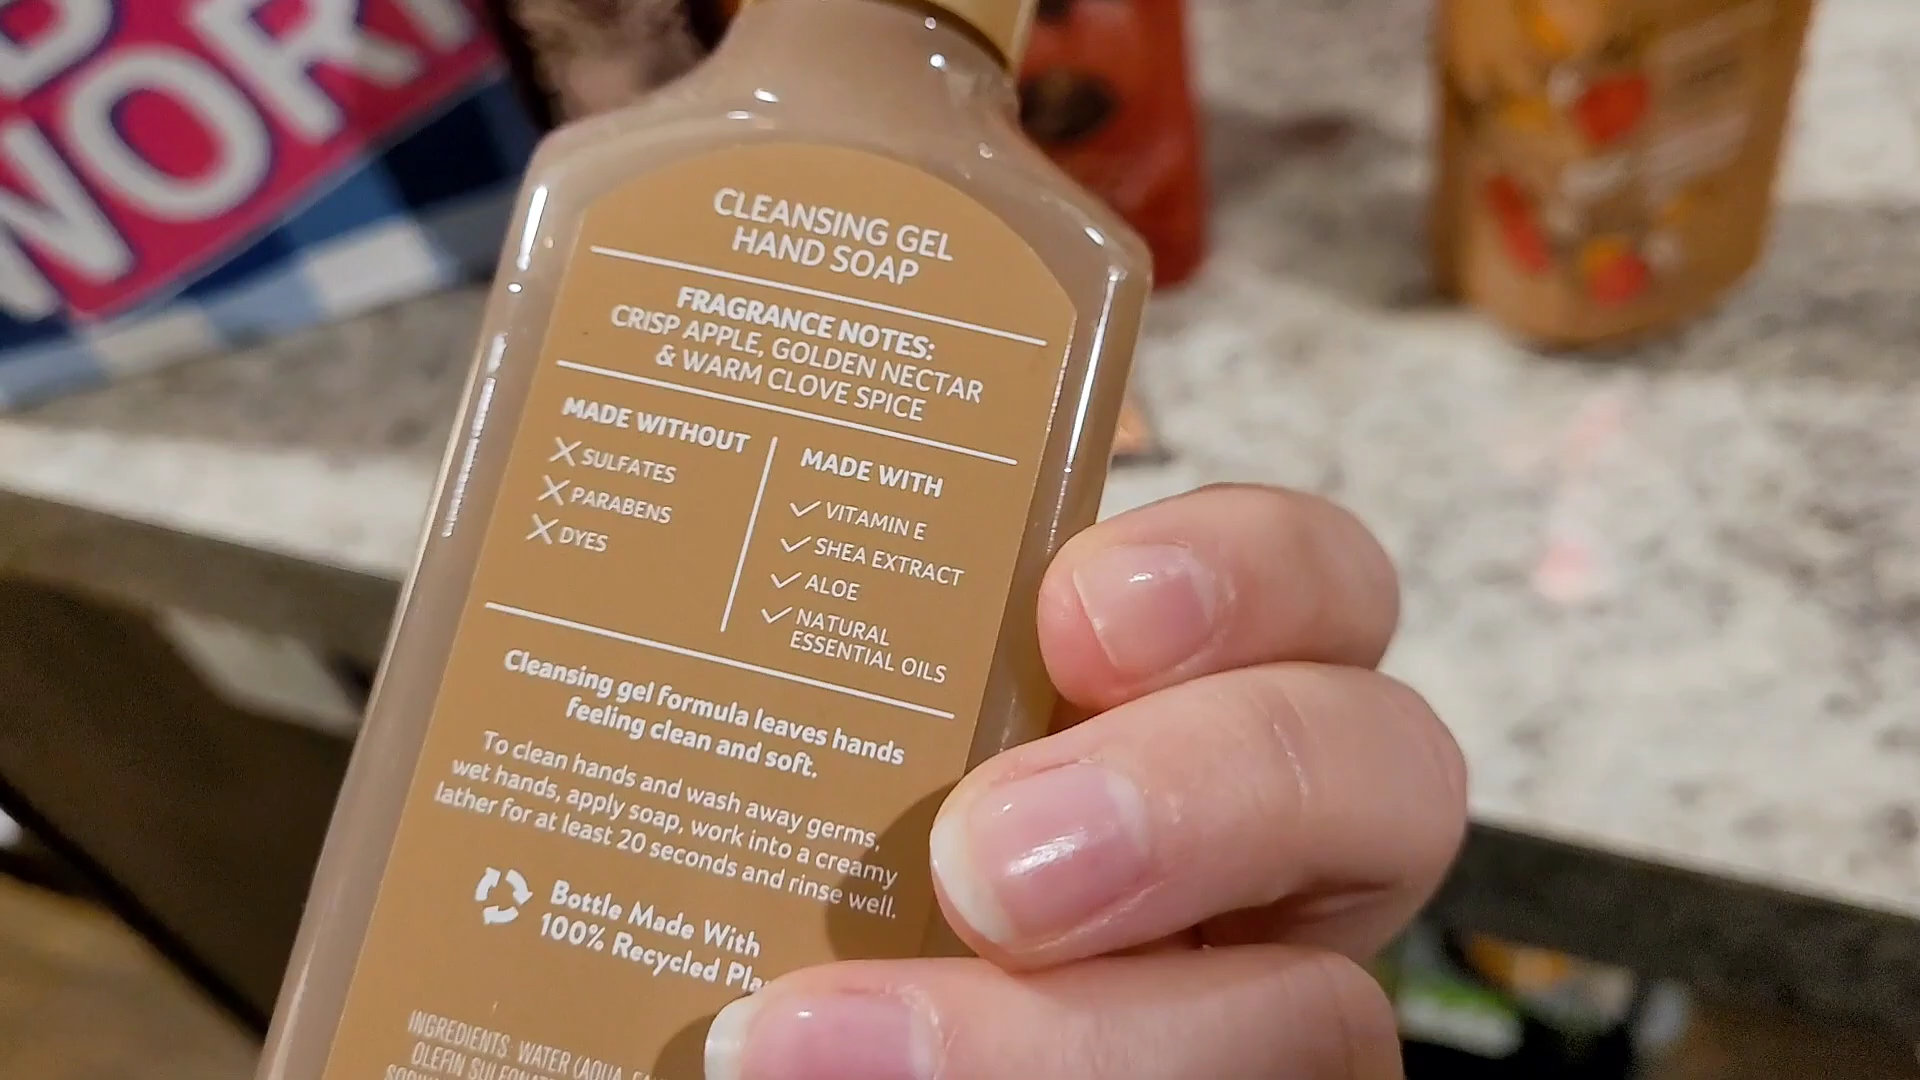 WOR
CLEANSING GEL
HAND SOAP
FRAGRANCE NOTES:
CRISP APPLE, GOLDEN NECTAR
& WARM CLOVE SPICE
MADE WITHOUT
SULFATES
PARABENS
DYES
MADE WITH
VITAMIN E
SHEA EXTRACT
ALOE
NATURAL
ESSENTIAL OILS
Cleansing gel formula leaves hands
feeling clean and soft.
To clean hands and wash away germs,
wet hands, apply soap, work into a creamy
lather for at least 20 seconds and rinse well.
Bottle Made With
100% Recycled Pla
INGREDIENTS: WATER (AQUA,
OLEFIN SULFONAT